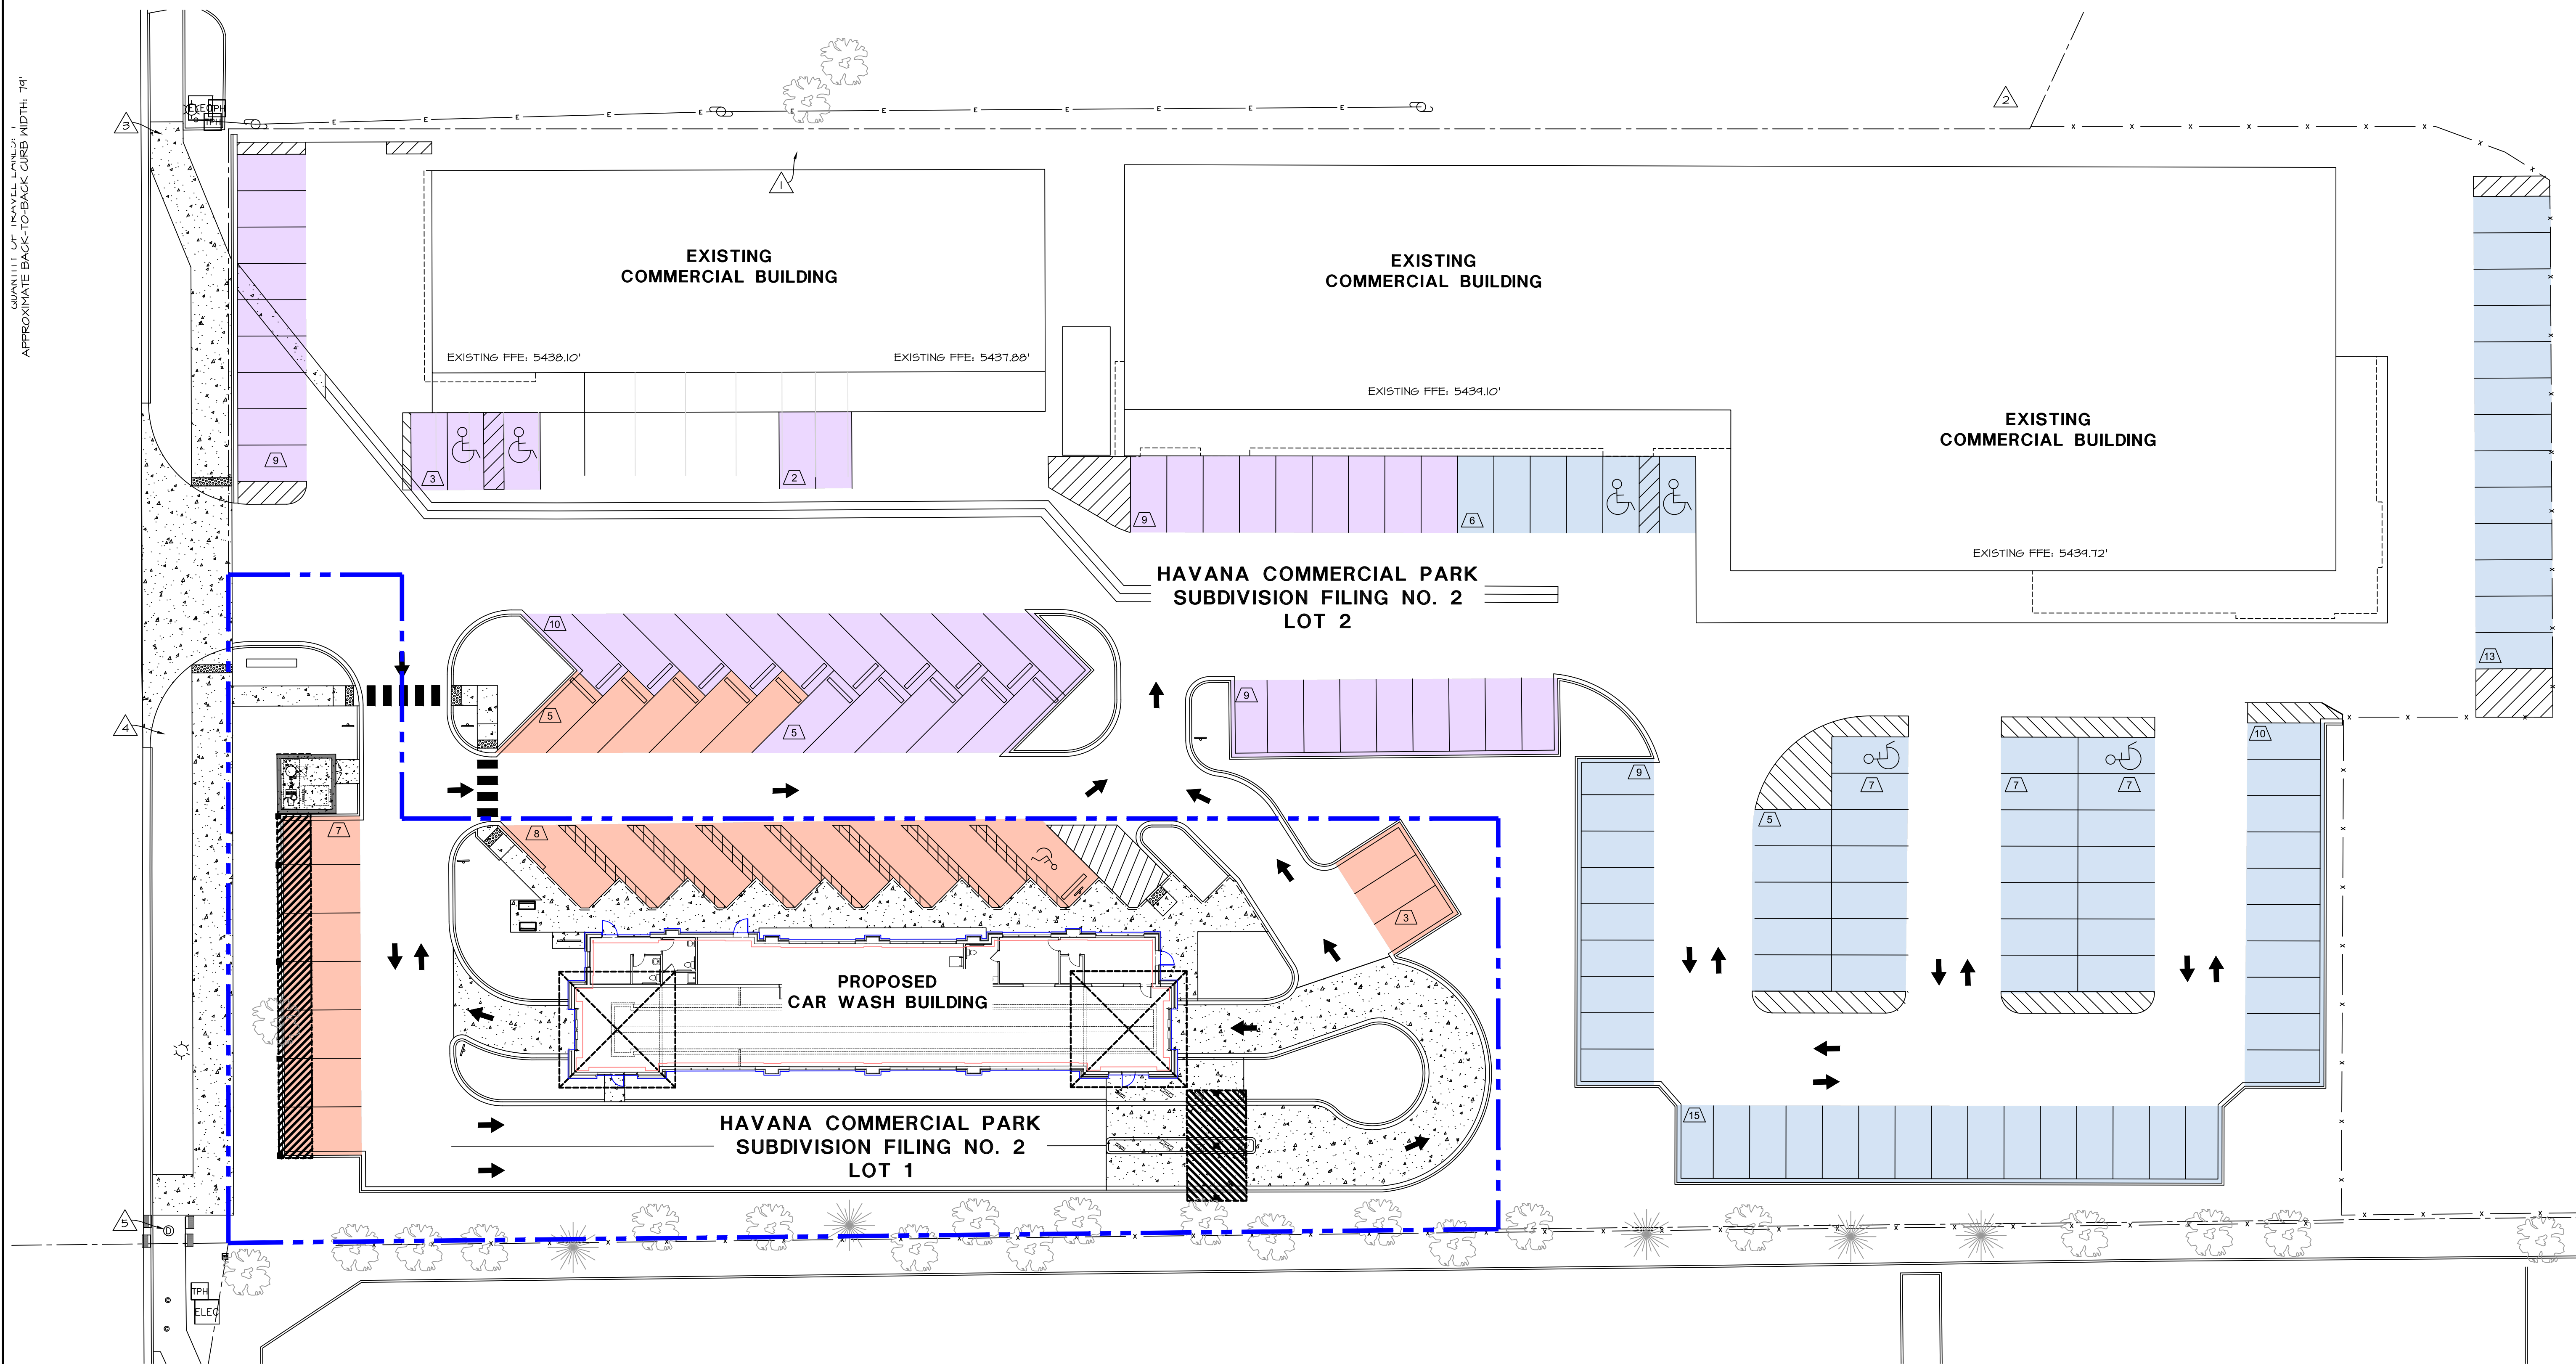 APPROXIMATE BACK-TO-BACK CURB WIDTH: 79'
3
ELEC
TPH
TPH
E E E E E E E E E E E E
2
X X X X X X X X
1
EXISTING
COMMERCIAL BUILDING
EXISTING
COMMERCIAL BUILDING
EXISTING FFE: 5438.10'
EXISTING FFE: 5437.88'
EXISTING FFE: 5439.10'
EXISTING
COMMERCIAL BUILDING
9
3
2
9
6
EXISTING FFE: 5439.72'
HAVANA COMMERCIAL PARK
SUBDIVISION FILING NO. 2
LOT 2
10
13
5
5
9
4
10
9
7
7
7
5
7
8
3
PROPOSED
CAR WASH BUILDING
HAVANA COMMERCIAL PARK
SUBDIVISION FILING NO. 2
LOT 1
15
5
D
TPH
ELEC